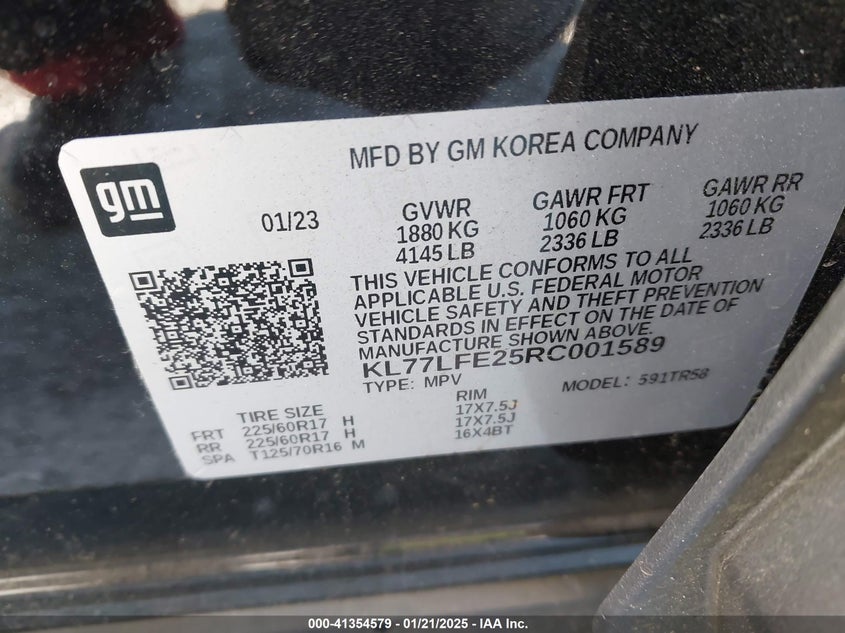 MFD BY GM KOREA COMPANY
gm
01/23
GVWR GAWR FRT GAWR RR
1880 KG 1060 KG 1060 KG
4145 LB 2336 LB 2336 LB
THIS VEHICLE CONFORMS TO ALL
APPLICABLE U.S. FEDERAL MOTOR
VEHICLE SAFETY AND THEFT PREVENTION
STANDARDS IN EFFECT ON THE DATE OF
MANUFACTURE SHOWN ABOVE.
KL77LFE25RC001589
TYPE: MPV MODEL: 591TR58
TIRE SIZE RIM
FRT 225/60R17 H 17X7.5J
RR 225/60R17 H 17X7.5J
SPA T125/70R16 M 16X4BT
000-41354579 — 01/21/2025 — IAA Inc.